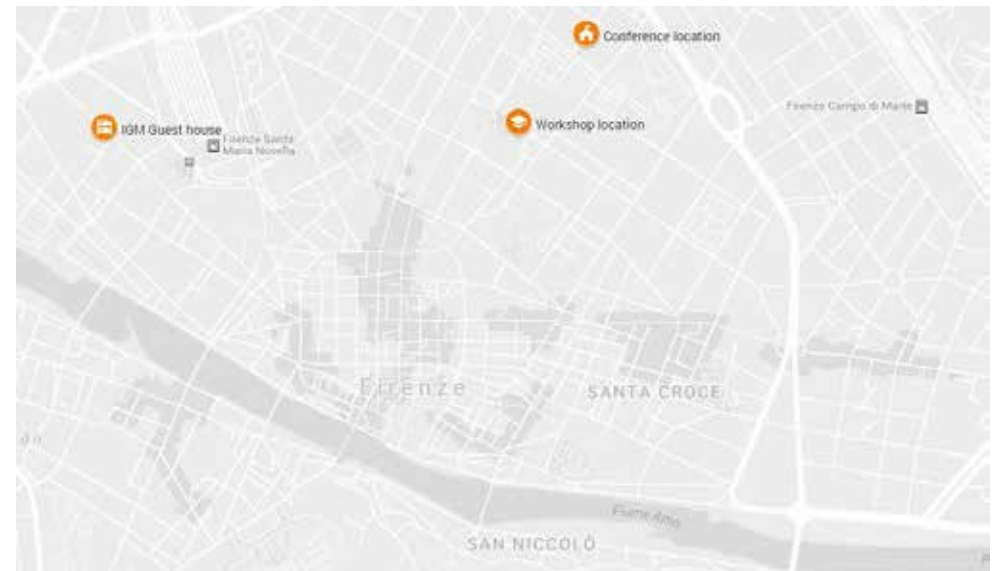 Conference location
Firenze Campo di Marte
Workshop location
IGM Guest house
Firenze Santa
Maria Novella
Firenze
SANTA CROCE
Fiume Arno
SAN NICCOLÒ